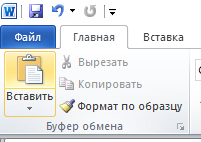 Файл Главная Вставка
Вырезать
Копировать
Вставить
Формат по образцу
Буфер обмена